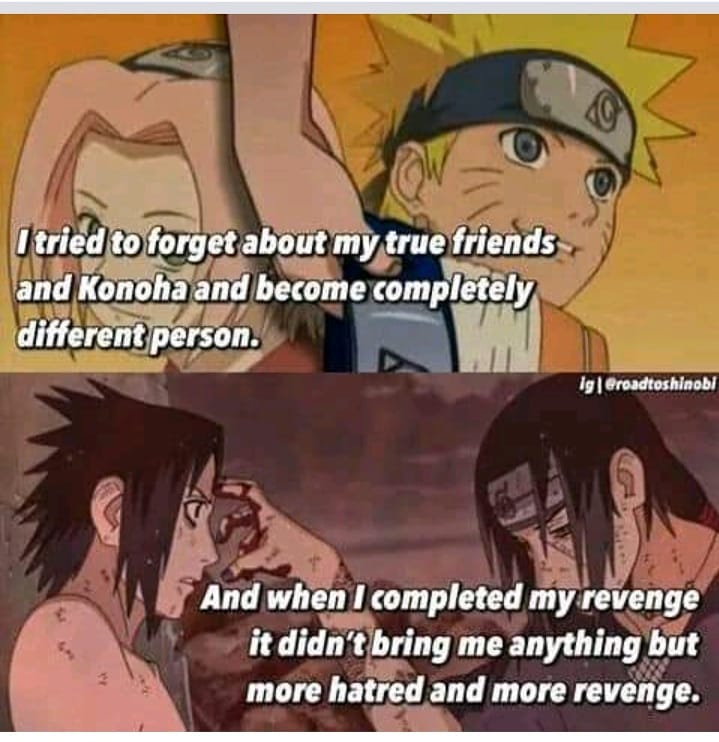 I tried to forget about my true friends
and Konoha and become completely
different person.
ig | @roadtoshinobi
And when I completed my revenge
it didn't bring me anything but
more hatred and more revenge.